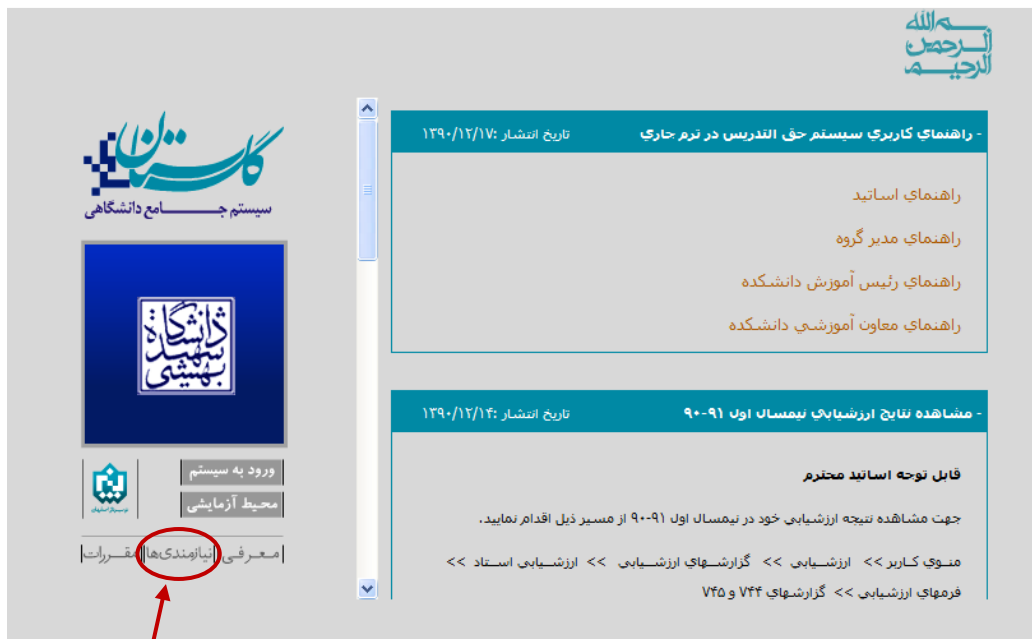 بسم الله
الرحمن
الرحیم
- راهنماي كاربري سيستم حق التدريس در ترم جاري تاریخ انتشار :۱۳۹۰/۱۲/۱۷
راهنماي اساتيد
راهنماي مدير گروه
راهنماي رئيس آموزش دانشكده
راهنماي معاون آموزشي دانشكده
- مشاهده نتايج ارزشيابي نيمسال اول ۹۱-۹۰ تاریخ انتشار :۱۳۹۰/۱۲/۱۴
قابل توجه اساتيد محترم
جهت مشاهده نتيجه ارزشيابي خود در نيمسال اول ۹۱-۹۰ از مسير ذيل اقدام نماييد.
منوي كاربر >> ارزشيابي >> گزارشهاي ارزشيابي >> ارزشيابي استاد >>
فرمهاي ارزشيابي >> گزارشهاي ۷۴۴ و ۷۴۵
گلستان
سیستم جامع دانشگاهی
دانشگاه
شهید
بهشتی
ورود به سیستم
محیط آزمایشی
معرفی | نیازمندی‌ها | مقررات